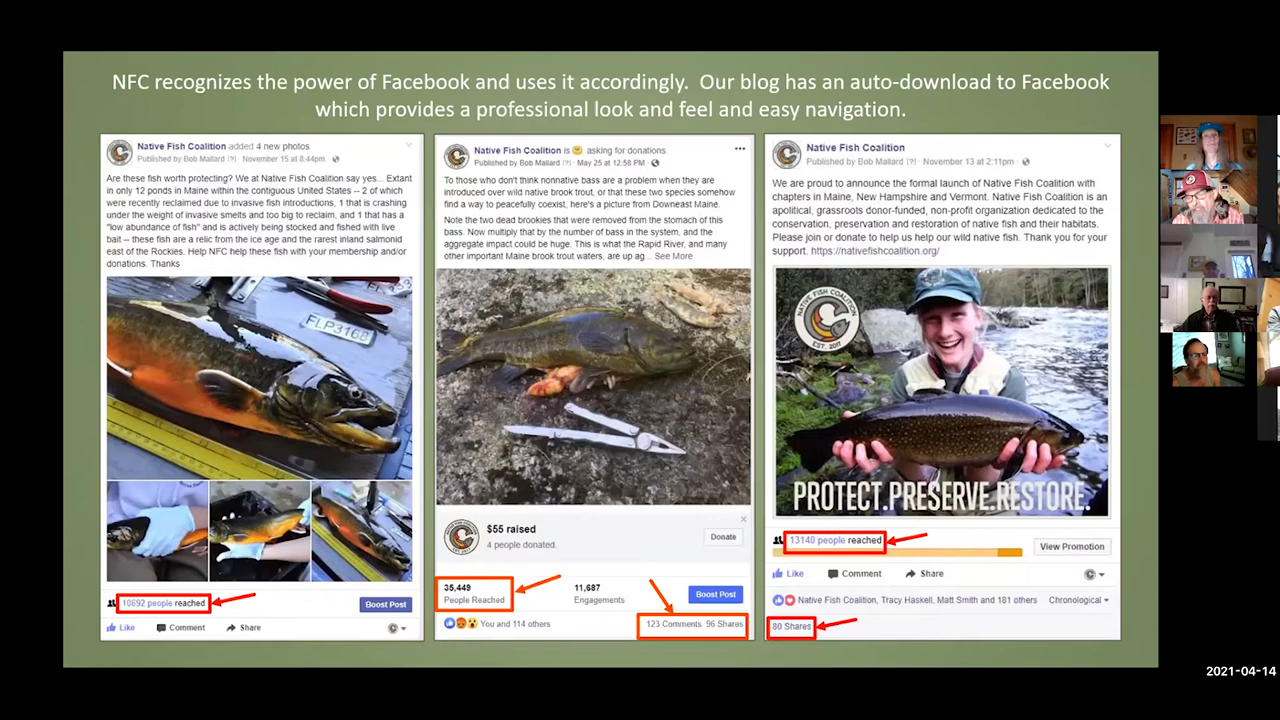 NFC recognizes the power of Facebook and uses it accordingly. Our blog has an auto-download to Facebook
which provides a professional look and feel and easy navigation.
Native Fish Coalition added 4 new photos
Published by Bob Mallard [?] · November 15 at 8:44pm ·
Are these fish worth protecting? We at Native Fish Coalition say yes... Extant
in only 12 ponds in Maine within the contiguous United States -- 2 of which
were recently reclaimed due to invasive fish introductions, 1 that is crashing
under the weight of invasive smelts and too big to reclaim, and 1 that has a
"low abundance of fish" and is actively being stocked and fished with live
bait -- these fish are a relic from the ice age and the rarest inland salmonid
east of the Rockies. Help NFC help these fish with your membership and/or
donations. Thanks
FLP3168
10692 people reached
Boost Post
Like Comment Share
Native Fish Coalition is asking for donations.
Published by Bob Mallard [?] · May 25 at 12:58 PM ·
To those who don't think nonnative bass are a problem when they are
introduced over wild native brook trout, or that these two species somehow
find a way to peacefully coexist, here's a picture from Downeast Maine.
Note the two dead brookies that were removed from the stomach of this
bass. Now multiply that by the number of bass in the system, and the
aggregate impact could be huge. This is what the Rapid River, and many
other important Maine brook trout waters, are up ag... See More
$55 raised
4 people donated.
Donate
35,449
People Reached
11,687
Engagements
Boost Post
You and 114 others
123 Comments 96 Shares
Native Fish Coalition
Published by Bob Mallard [?] · November 13 at 2:11pm ·
We are proud to announce the formal launch of Native Fish Coalition with
chapters in Maine, New Hampshire and Vermont. Native Fish Coalition is an
apolitical, grassroots donor-funded, non-profit organization dedicated to the
conservation, preservation and restoration of native fish and their habitats.
Please join or donate to help us help our wild native fish. Thank you for your
support. https://nativefishcoalition.org/
NATIVE FISH COALITION
EST. 2017
PROTECT.PRESERVE.RESTORE.
13140 people reached
View Promotion
Like Comment Share
Native Fish Coalition, Tracy Haskell, Matt Smith and 181 others Chronological
80 Shares
2021-04-14